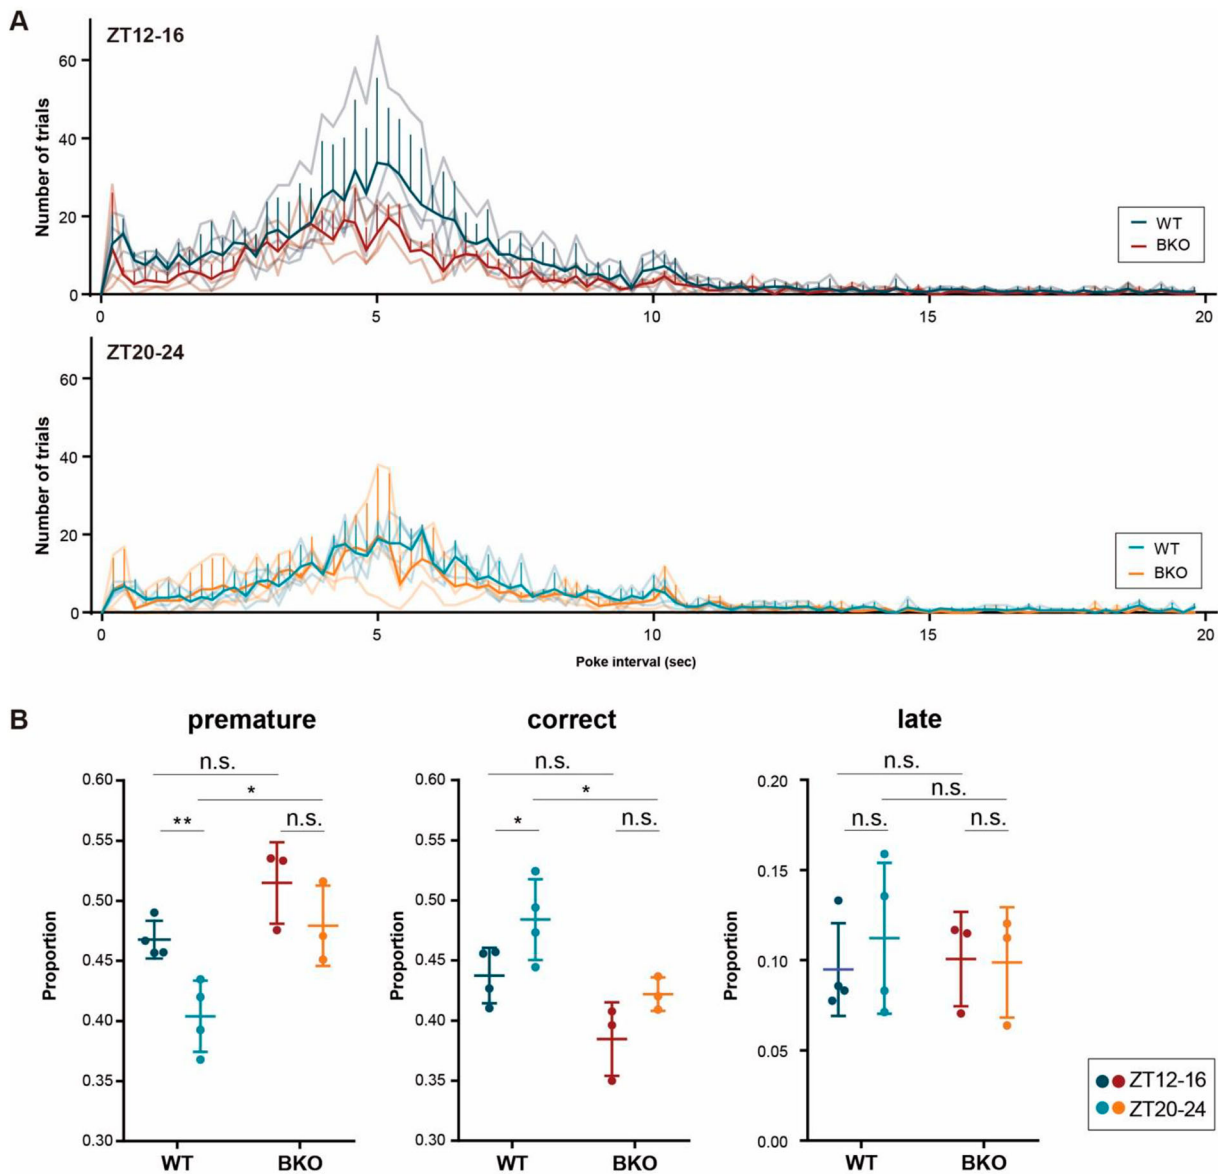 A
ZT12-16
Number of trials
60
40
20
0
0 5 10 15 20
WT
BKO
ZT20-24
Number of trials
60
40
20
0
0 5 10 15 20
WT
BKO
Poke interval (sec)
B
premature correct late
Proportion
0.60
0.55
0.50
0.45
0.40
0.35
0.30
n.s.
*
** n.s.
WT BKO
Proportion
0.60
0.55
0.50
0.45
0.40
0.35
0.30
n.s.
*
* n.s.
WT BKO
Proportion
0.20
0.15
0.10
0.05
0.00
n.s.
n.s.
n.s. n.s.
WT BKO
ZT12-16
ZT20-24